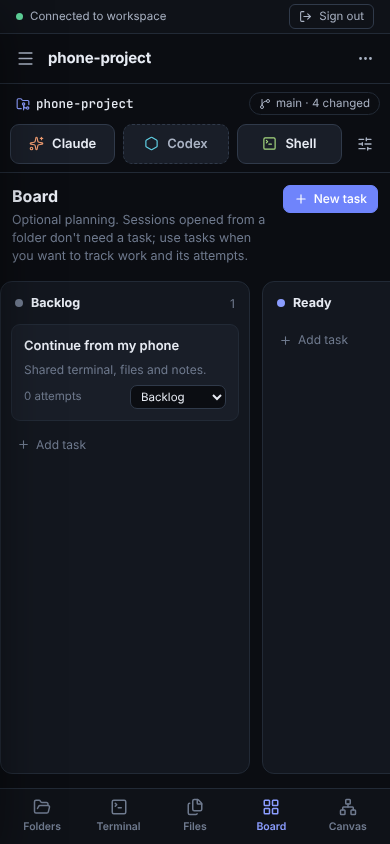 Connected to workspace
Sign out
phone-project
phone-project
main · 4 changed
Claude
Codex
Shell
Board
New task
Optional planning. Sessions opened from a
folder don't need a task; use tasks when
you want to track work and its attempts.
Backlog
1
Continue from my phone
Shared terminal, files and notes.
0 attempts
Backlog
Add task
Ready
Add task
Folders
Terminal
Files
Board
Canvas